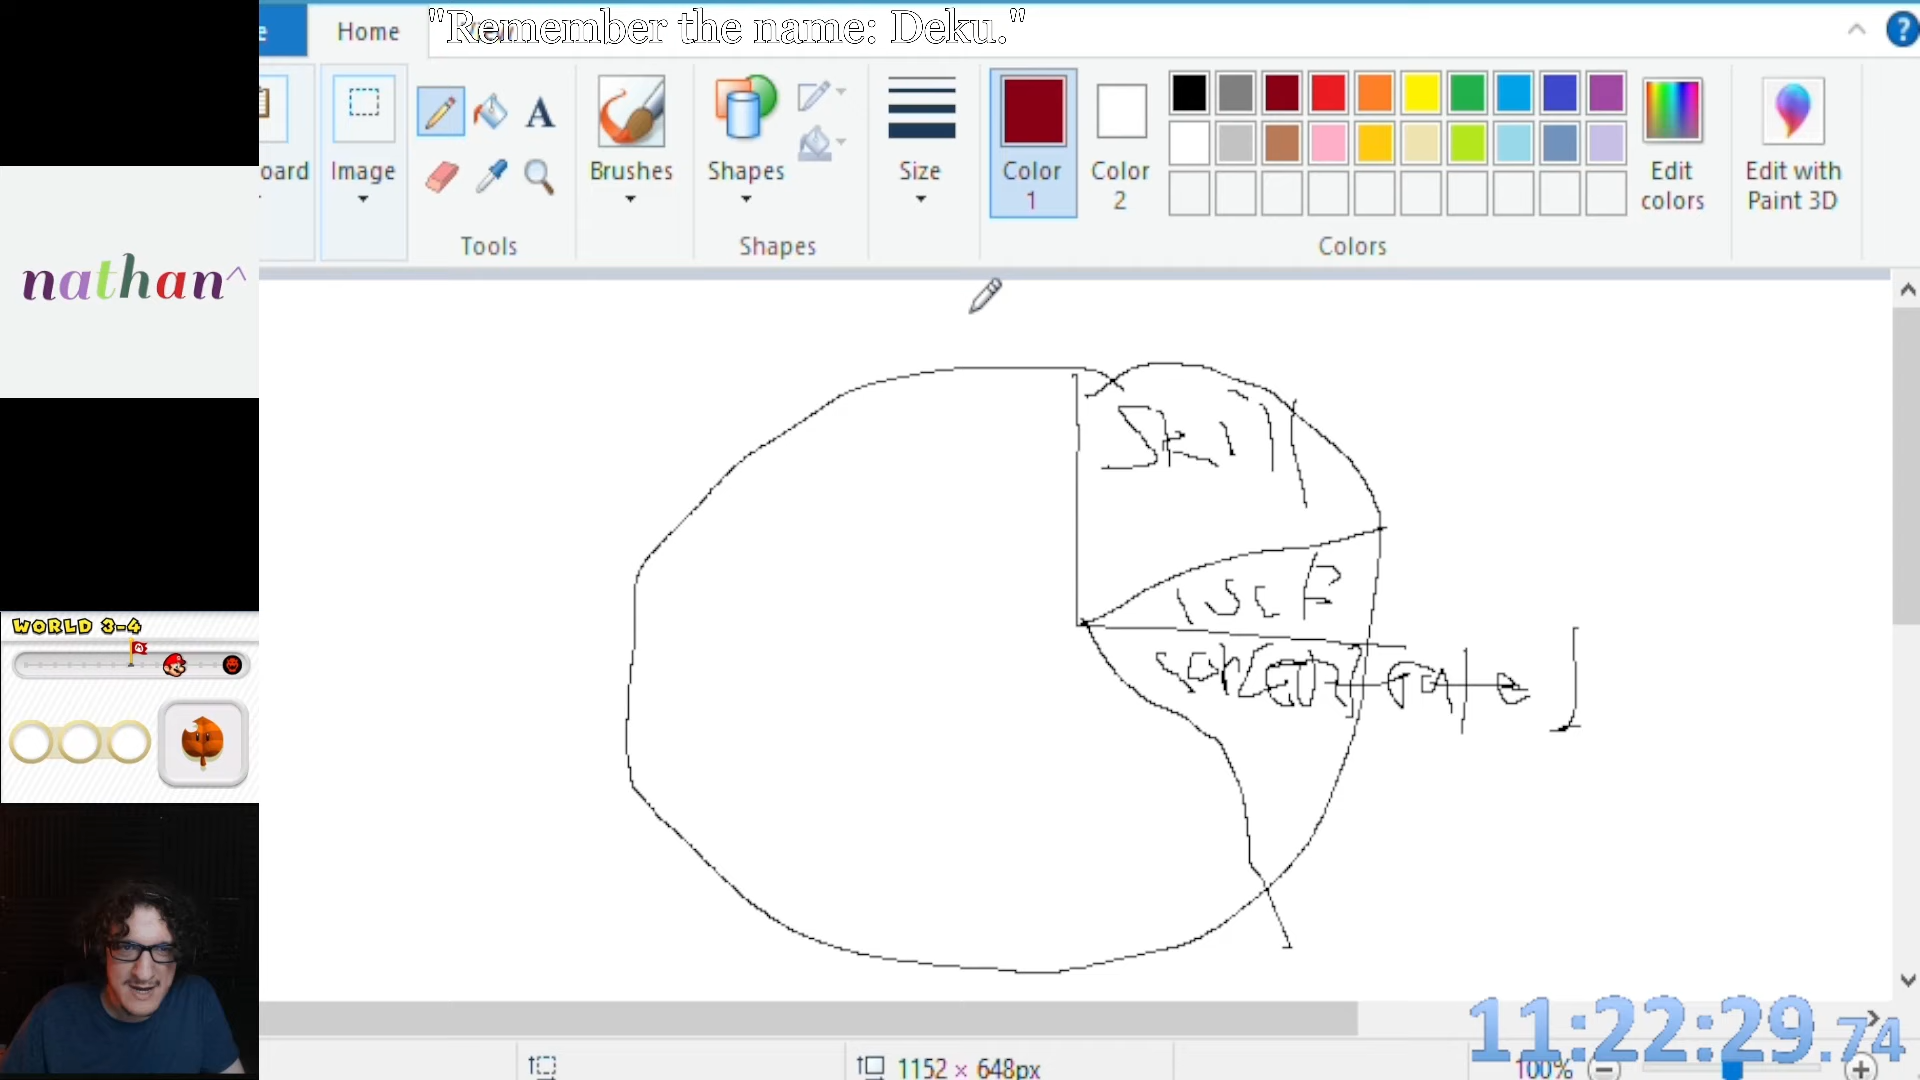 "Remember the name: Deku."
Home
nathan^
oard
Image
Brushes
Shapes
Size
Color
1
Color
2
Edit
colors
Edit with
Paint 3D
Tools
Shapes
Colors
Skill
WORLD 3-4
11:22:29.74
1152 × 648px
100%